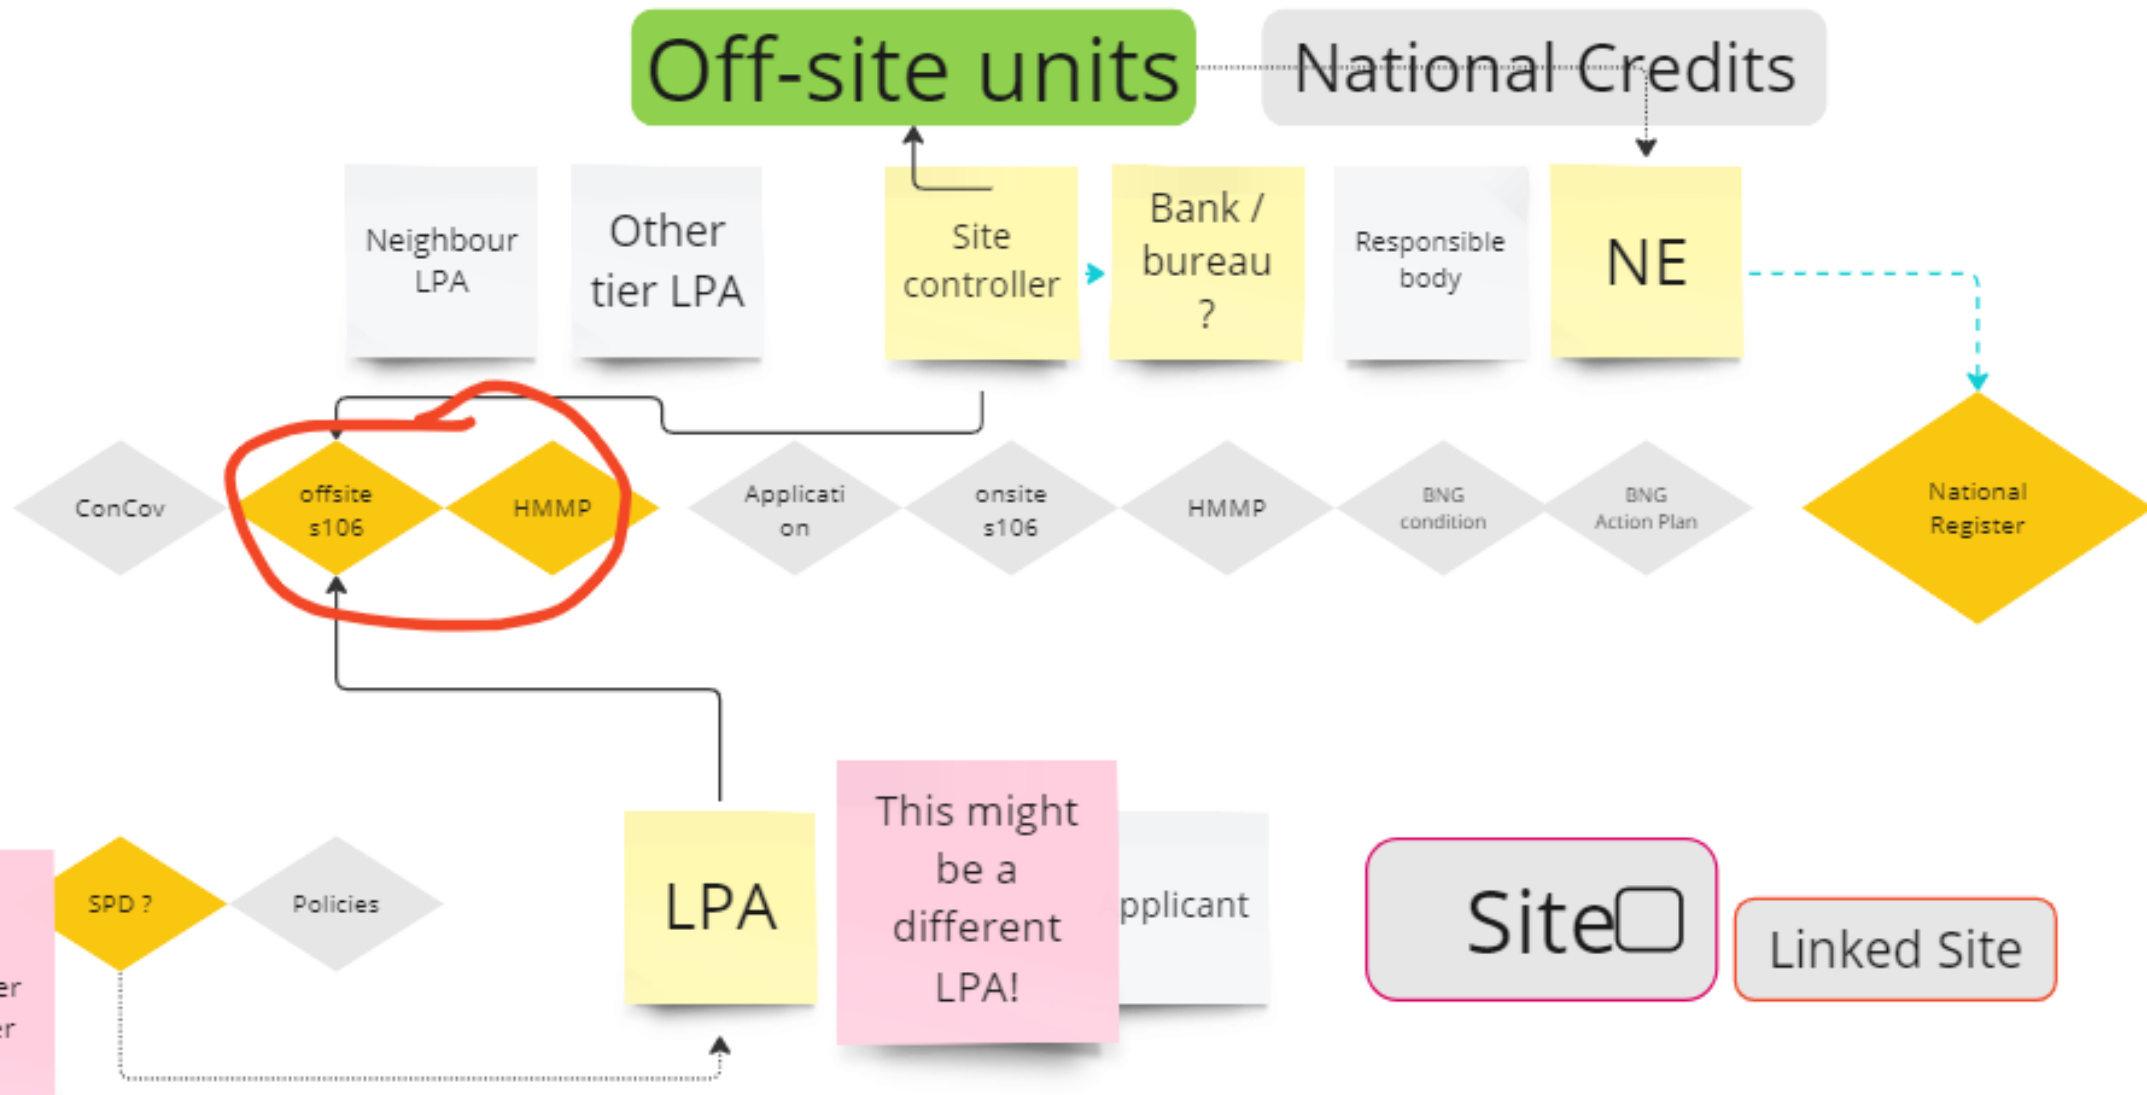 Off-site units
National Credits
Neighbour
LPA
Other
tier LPA
Site
controller
Bank /
bureau
?
Responsible
body
NE
ConCov
offsite
s106
HMMP
Applicati
on
onsite
s106
HMMP
BNG
condition
BNG
Action Plan
National
Register
SPD ?
Policies
LPA
This might
be a
different
LPA!
pplicant
Site
Linked Site
er
er